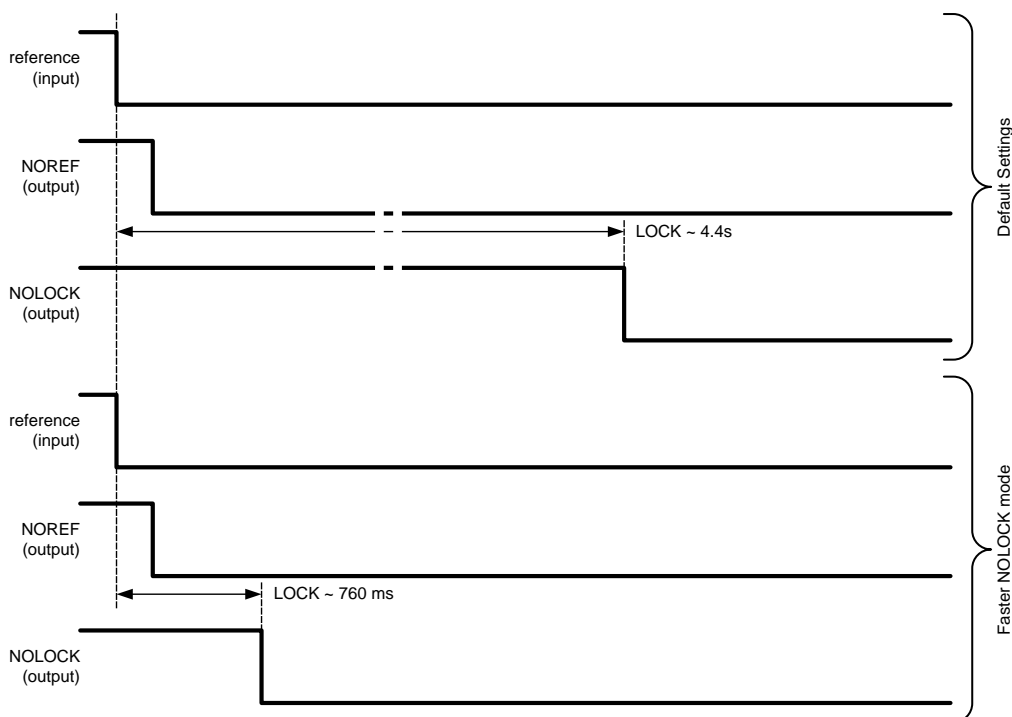 reference
(input)
NOREF
(output)
LOCK ~ 4.4s
NOLOCK
(output)
Default Settings
reference
(input)
NOREF
(output)
LOCK ~ 760 ms
NOLOCK
(output)
Faster NOLOCK mode